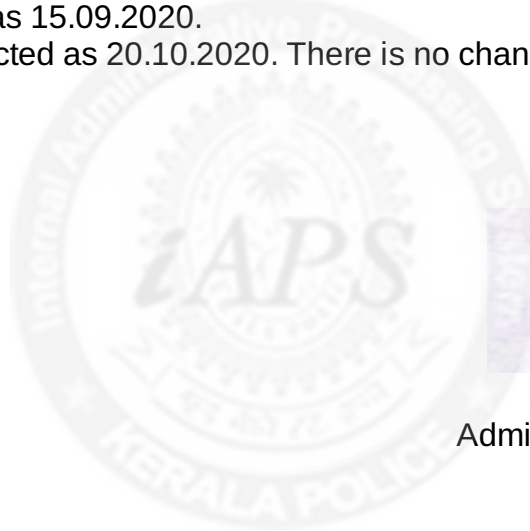 as 15.09.2020.
cted as 20.10.2020. There is no chan
Internal Administrative Processing S
iAPS
KERALA POLICE
Admi